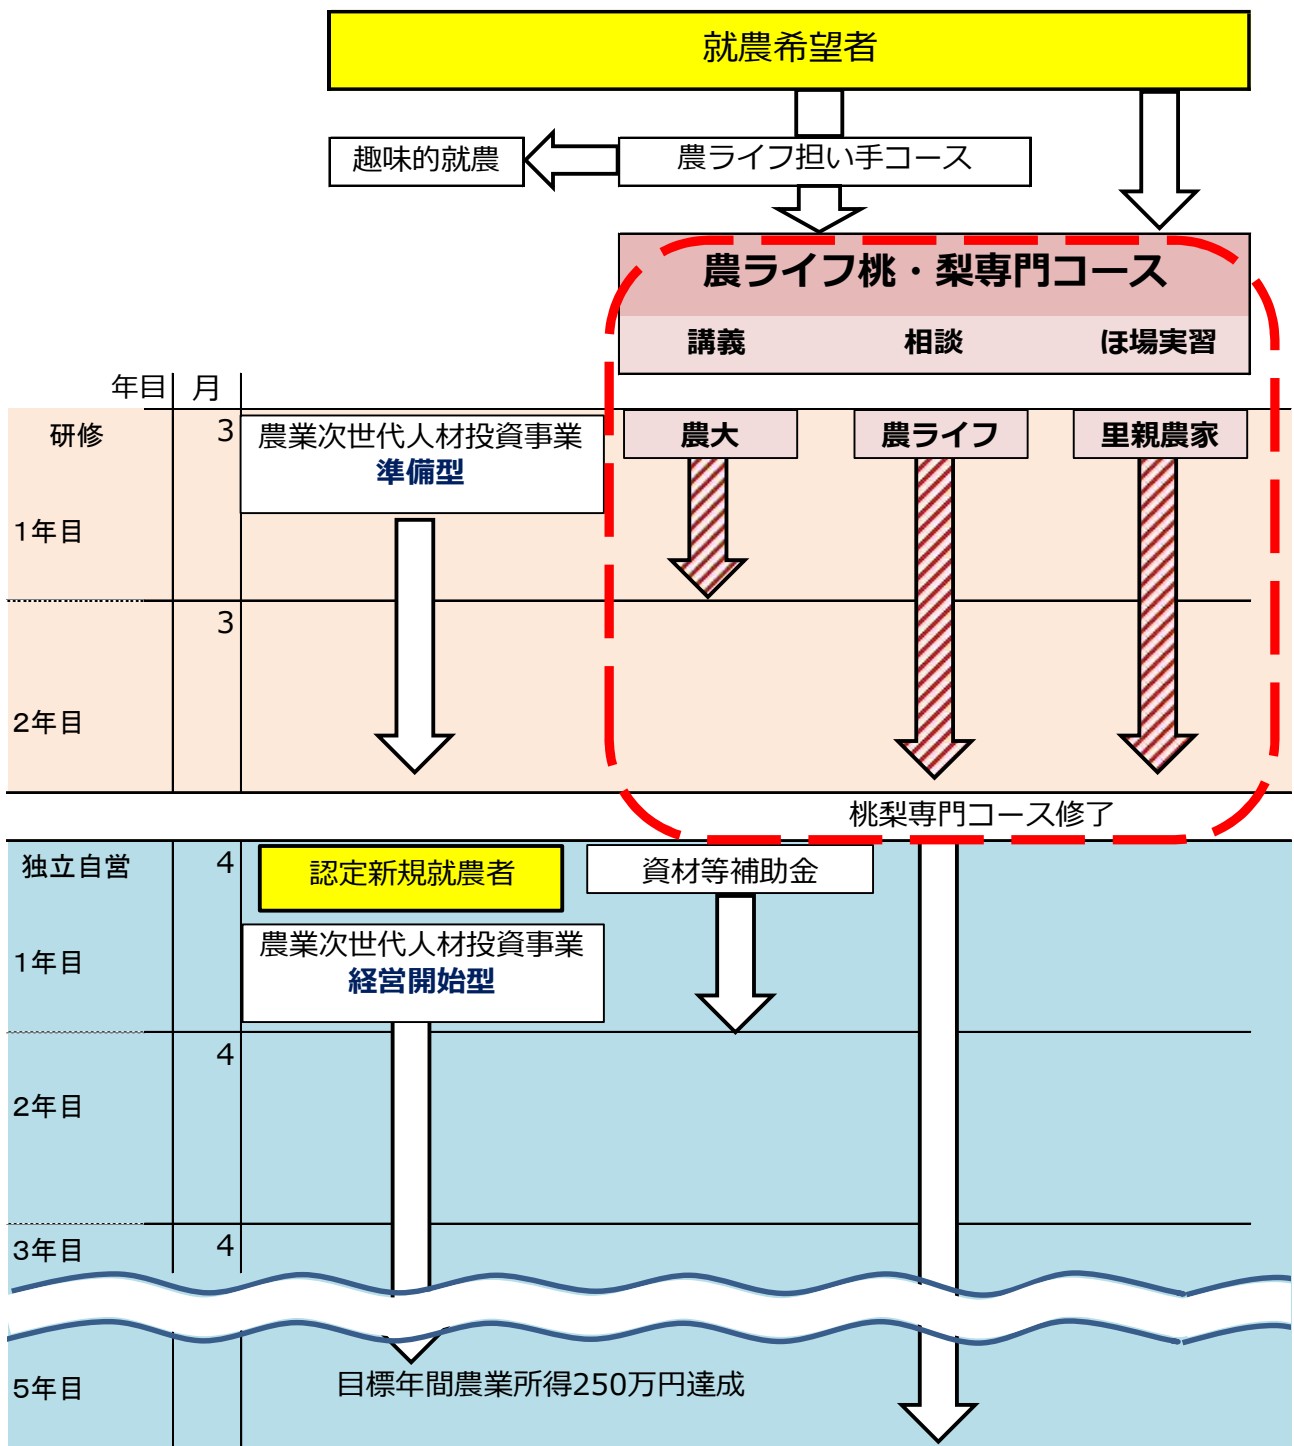 就農希望者
趣味的就農
農ライフ担い手コース
農ライフ桃・梨専門コース
講義 相談 ほ場実習
年目 月
研修 3
農業次世代人材投資事業
準備型
農大
農ライフ
里親農家
1年目
3
2年目
桃梨専門コース修了
独立自営 4
認定新規就農者
資材等補助金
農業次世代人材投資事業
経営開始型
1年目
4
2年目
3年目 4
5年目
目標年間農業所得250万円達成